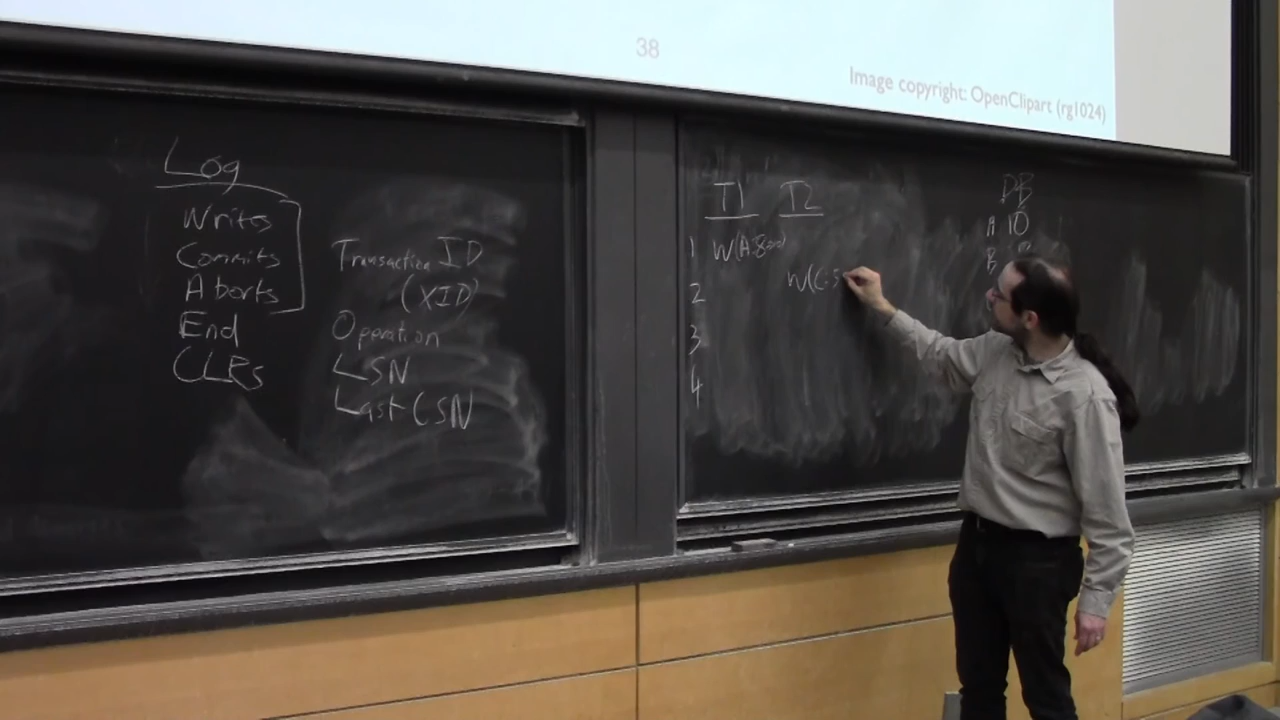 38
Image copyright: OpenClipart (rg1024)
Log
Writes
Commits
Aborts
End
CLRs
Transaction ID
(XID)
Operation
LSN
Last LSN
T1 T2
1 W(A:
2 W(C:5
3
4
DB
A 10
B